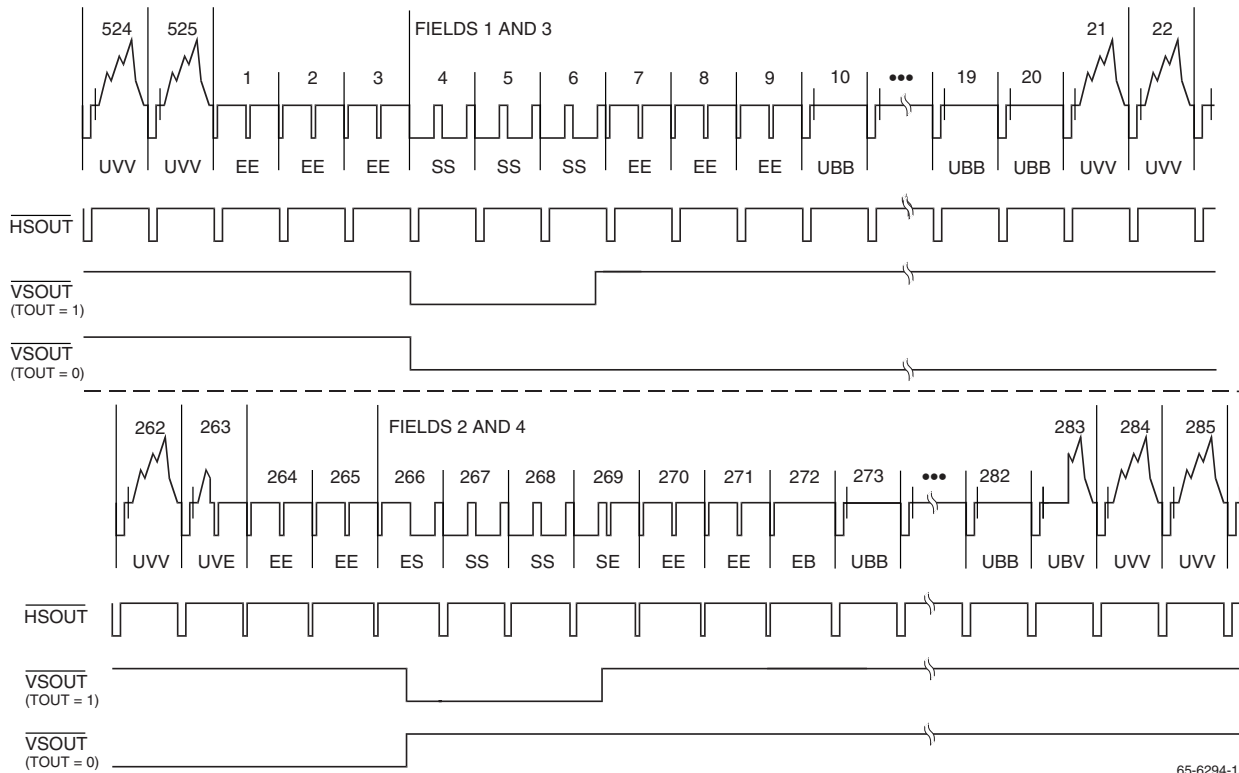 524 525 FIELDS 1 AND 3 21 22
1 2 3 4 5 6 7 8 9 10 ••• 19 20
UVV UVV EE EE EE SS SS SS EE EE EE UBB UBB UBB UVV UVV
HSOUT
VSOUT
(TOUT = 1)
VSOUT
(TOUT = 0)
262 263 FIELDS 2 AND 4 283 284 285
264 265 266 267 268 269 270 271 272 273 ••• 282
UVV UVE EE EE ES SS SS SE EE EE EB UBB UBB UBV UVV UVV
HSOUT
VSOUT
(TOUT = 1)
VSOUT
(TOUT = 0)